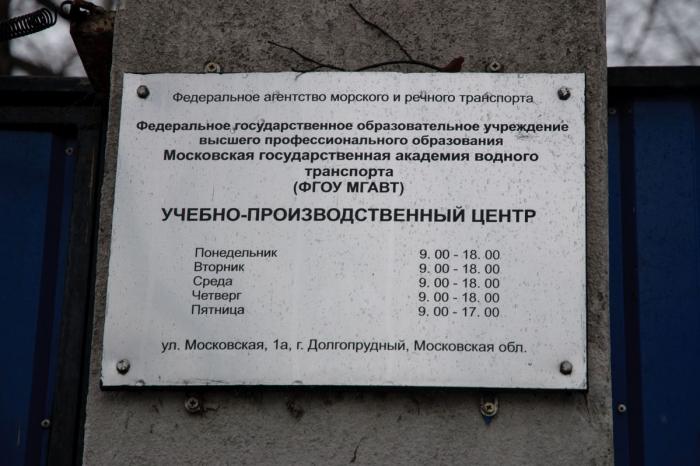 Федеральное агентство морского и речного транспорта
Федеральное государственное образовательное учреждение
высшего профессионального образования
Московская государственная академия водного
транспорта
(ФГОУ МГАВТ)
УЧЕБНО-ПРОИЗВОДСТВЕННЫЙ ЦЕНТР
Понедельник 9. 00 - 18. 00
Вторник 9. 00 - 18. 00
Среда 9. 00 - 18. 00
Четверг 9. 00 - 18. 00
Пятница 9. 00 - 17. 00
ул. Московская, 1а, г. Долгопрудный, Московская обл.